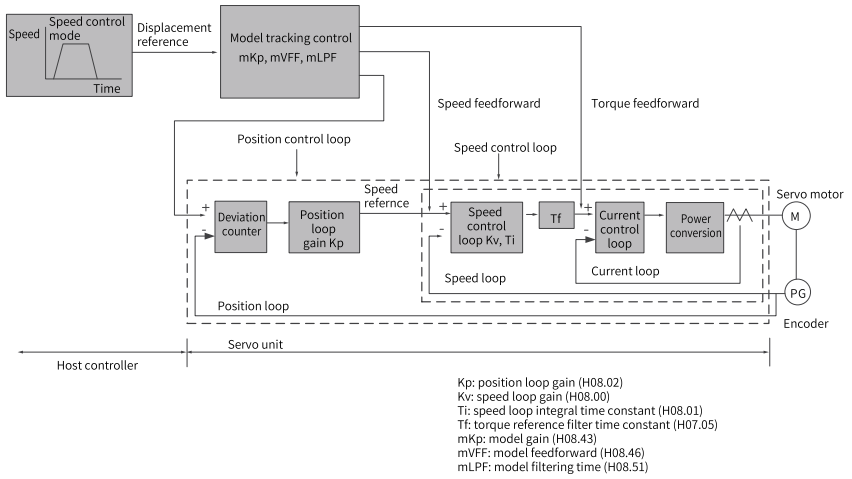 Speed
Speed control
mode
Time
Displacement
reference
Model tracking control
mKp, mVFF, mLPF
Speed feedforward
Torque feedforward
Position control loop
Speed control loop
Speed
refernce
Servo motor
+
-
Deviation
counter
Position
loop
gain Kp
+
-
Speed
control
loop Kv, Ti
Tf
+
-
Current
control
loop
Power
conversion
M
Speed loop
Current loop
PG
Position loop
Encoder
Servo unit
Host controller
Kp: position loop gain (H08.02)
Kv: speed loop gain (H08.00)
Ti: speed loop integral time constant (H08.01)
Tf: torque reference filter time constant (H07.05)
mKp: model gain (H08.43)
mVFF: model feedforward (H08.46)
mLPF: model filtering time (H08.51)